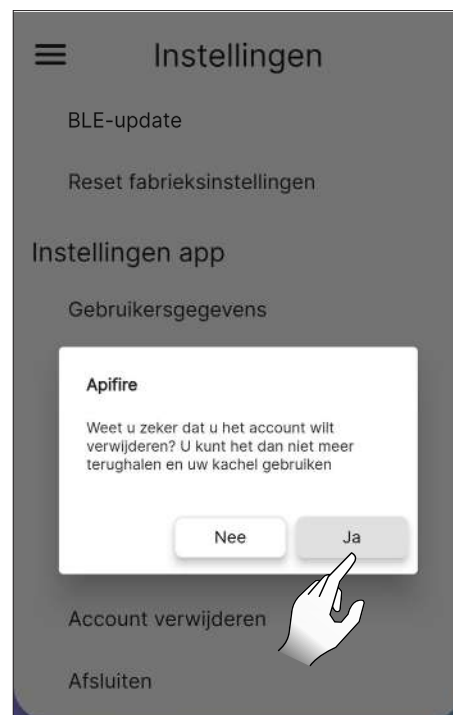 Instellingen
BLE-update
Reset fabrieksinstellingen
Instellingen app
Gebruikersgegevens
Apifire
Weet u zeker dat u het account wilt
verwijderen? U kunt het dan niet meer
terughalen en uw kachel gebruiken
Nee Ja
Account verwijderen
Afsluiten